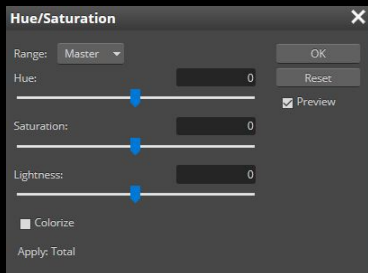 Hue/Saturation
Range: Master OK
Hue: 0 Reset
Preview
Saturation: 0
Lightness: 0
Colorize
Apply: Total